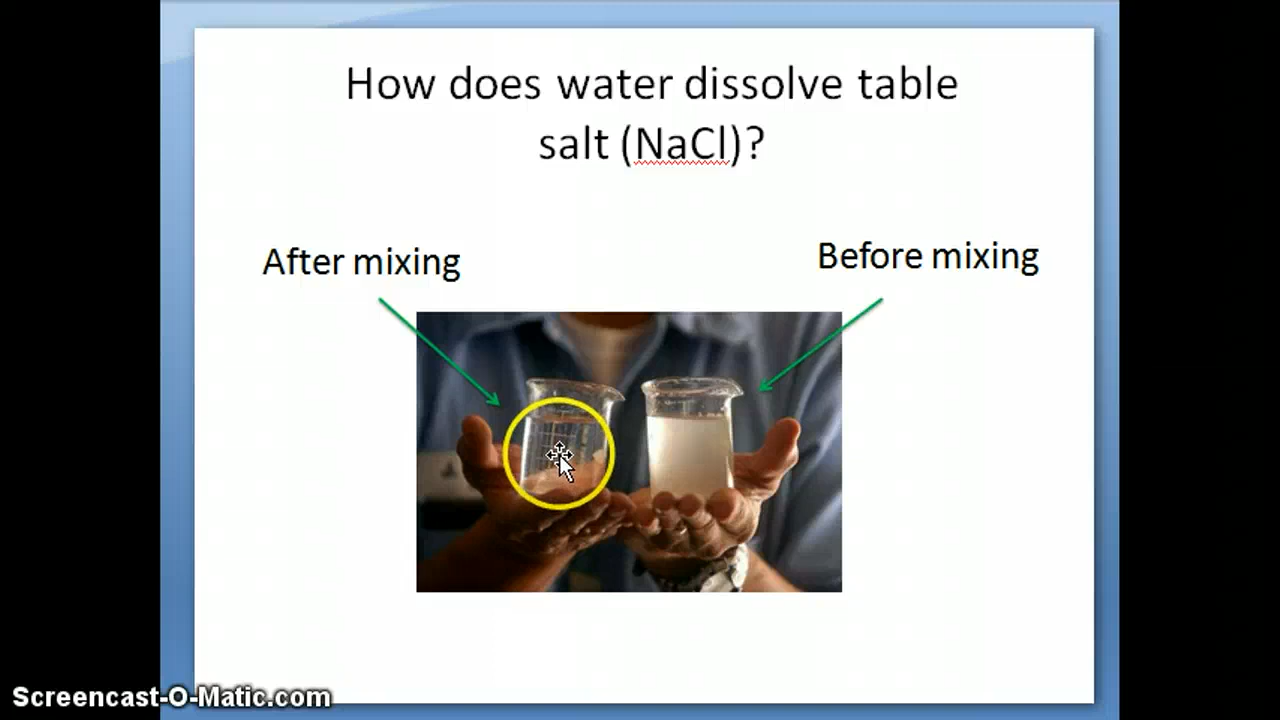 How does water dissolve table
salt (NaCl)?
After mixing
Before mixing
Screencast-O-Matic.com